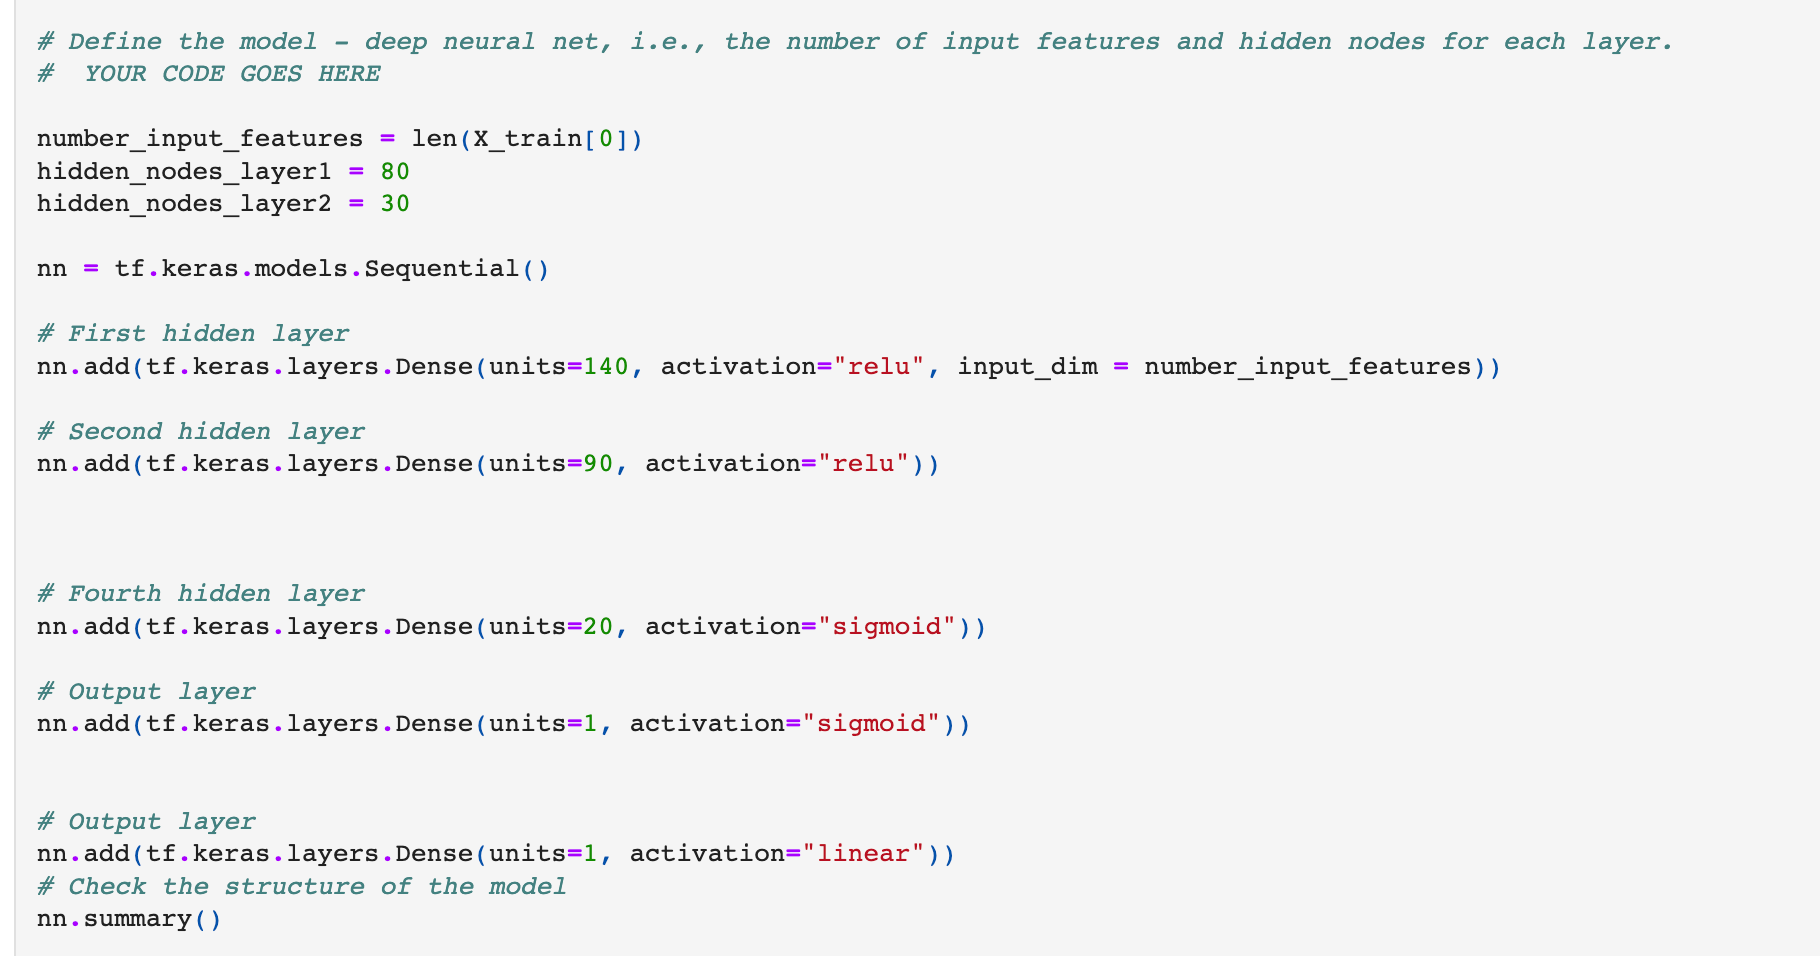 # Define the model – deep neural net, i.e., the number of input features and hidden nodes for each layer.
#  YOUR CODE GOES HERE
number_input_features = len(X_train[0])
hidden_nodes_layer1 = 80
hidden_nodes_layer2 = 30
nn = tf.keras.models.Sequential()
# First hidden layer
nn.add(tf.keras.layers.Dense(units=140, activation="relu", input_dim = number_input_features))
# Second hidden layer
nn.add(tf.keras.layers.Dense(units=90, activation="relu"))
# Fourth hidden layer
nn.add(tf.keras.layers.Dense(units=20, activation="sigmoid"))
# Output layer
nn.add(tf.keras.layers.Dense(units=1, activation="sigmoid"))
# Output layer
nn.add(tf.keras.layers.Dense(units=1, activation="linear"))
# Check the structure of the model
nn.summary()